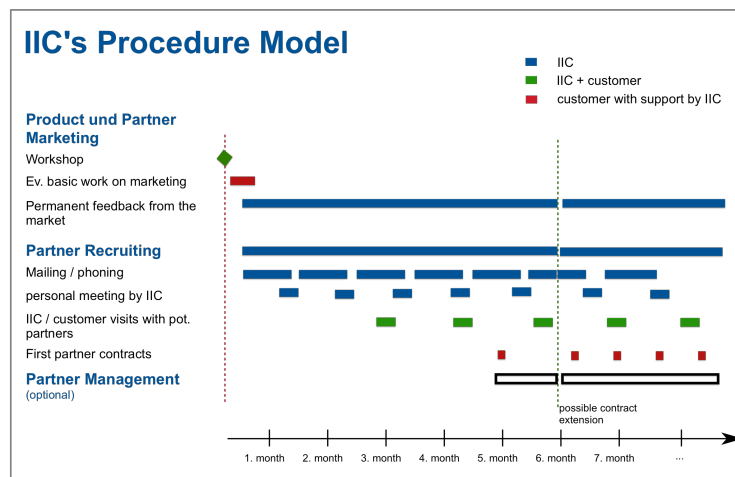 IIC's Procedure Model
IIC
IIC + customer
customer with support by IIC
Product und Partner
Marketing
Workshop
Ev. basic work on marketing
Permanent feedback from the
market
Partner Recruiting
Mailing / phoning
personal meeting by IIC
IIC / customer visits with pot.
partners
First partner contracts
Partner Management
(optional)
possible contract
extension
1. month
2. month
3. month
4. month
5. month
6. month
7. month
...